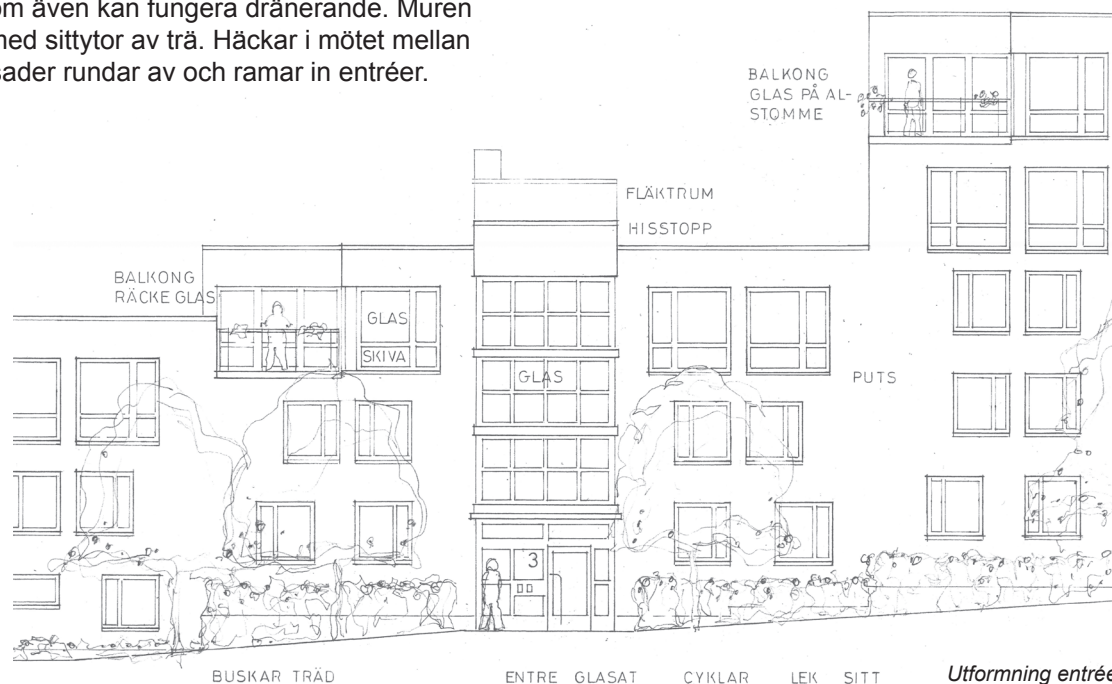 om även kan fungera dränerande. Muren
med sittytor av trä. Häckar i mötet mellan
sader rundar av och ramar in entréer.
BALKONG
GLAS PÅ AL-
STOMME
FLÄKTRUM
HISSTOPP
BALKONG
RÄCKE GLAS
GLAS
SKIVA
GLAS
PUTS
3
BUSKAR TRÄD
ENTRE GLASAT
CYKLAR
LEK
SITT
Utformning entrée